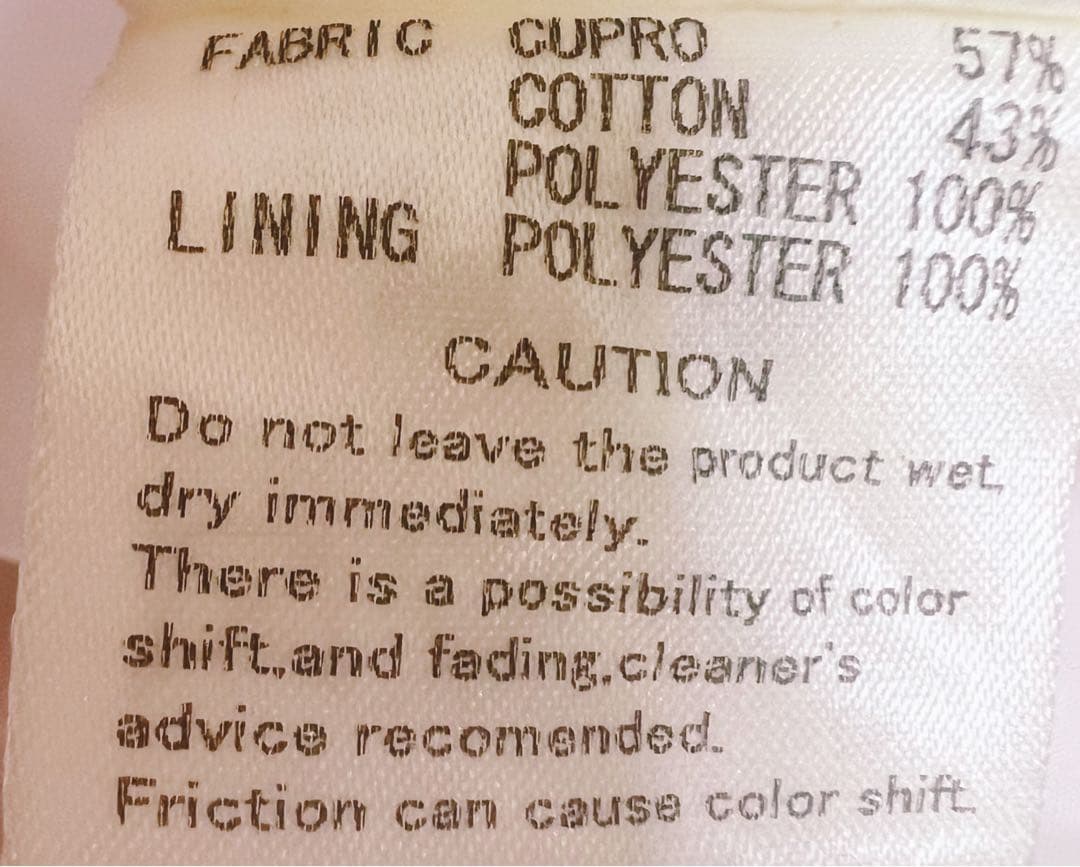 FABRIC CUPRO 57%
COTTON 43%
POLYESTER 100%
LINING POLYESTER 100%
CAUTION
Do not leave the product wet,
dry immediately.
There is a possibility of color
shift,and fading,cleaner's
advice recomended.
Friction can cause color shift.